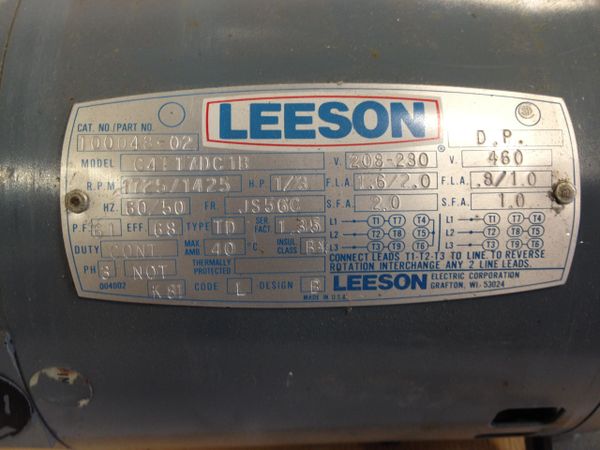 LEESON
CAT. NO./PART NO.
100048-02
D.P.
MODEL C4T17DC1B V. 208-230 V. 460
R.P.M. 1725/1425 H.P. 1/3 F.L.A. 1.6/2.0 F.L.A. .8/1.0
HZ. 60/50 FR. JS56C S.F.A. 2.0 S.F.A. 1.0
P.F. 61 EFF. 68 TYPE TD SER. FACT. 1.35
L1 T1 T7 T4 L1 T1 T7
L2 T2 T8 T5 L2 T2 T8
L3 T3 T9 T6 L3 T3 T9
DUTY CONT MAX. AMB. 40 °C INSUL CLASS
PH 3 NOT THERMALLY PROTECTED
CONNECT LEADS T1-T2-T3 TO LINE. TO REVERSE
ROTATION INTERCHANGE ANY 2 LINE LEADS.
004002 CODE L DESIGN B
LEESON ELECTRIC CORPORATION
GRAFTON, WI. 53024
MADE IN U.S.A.